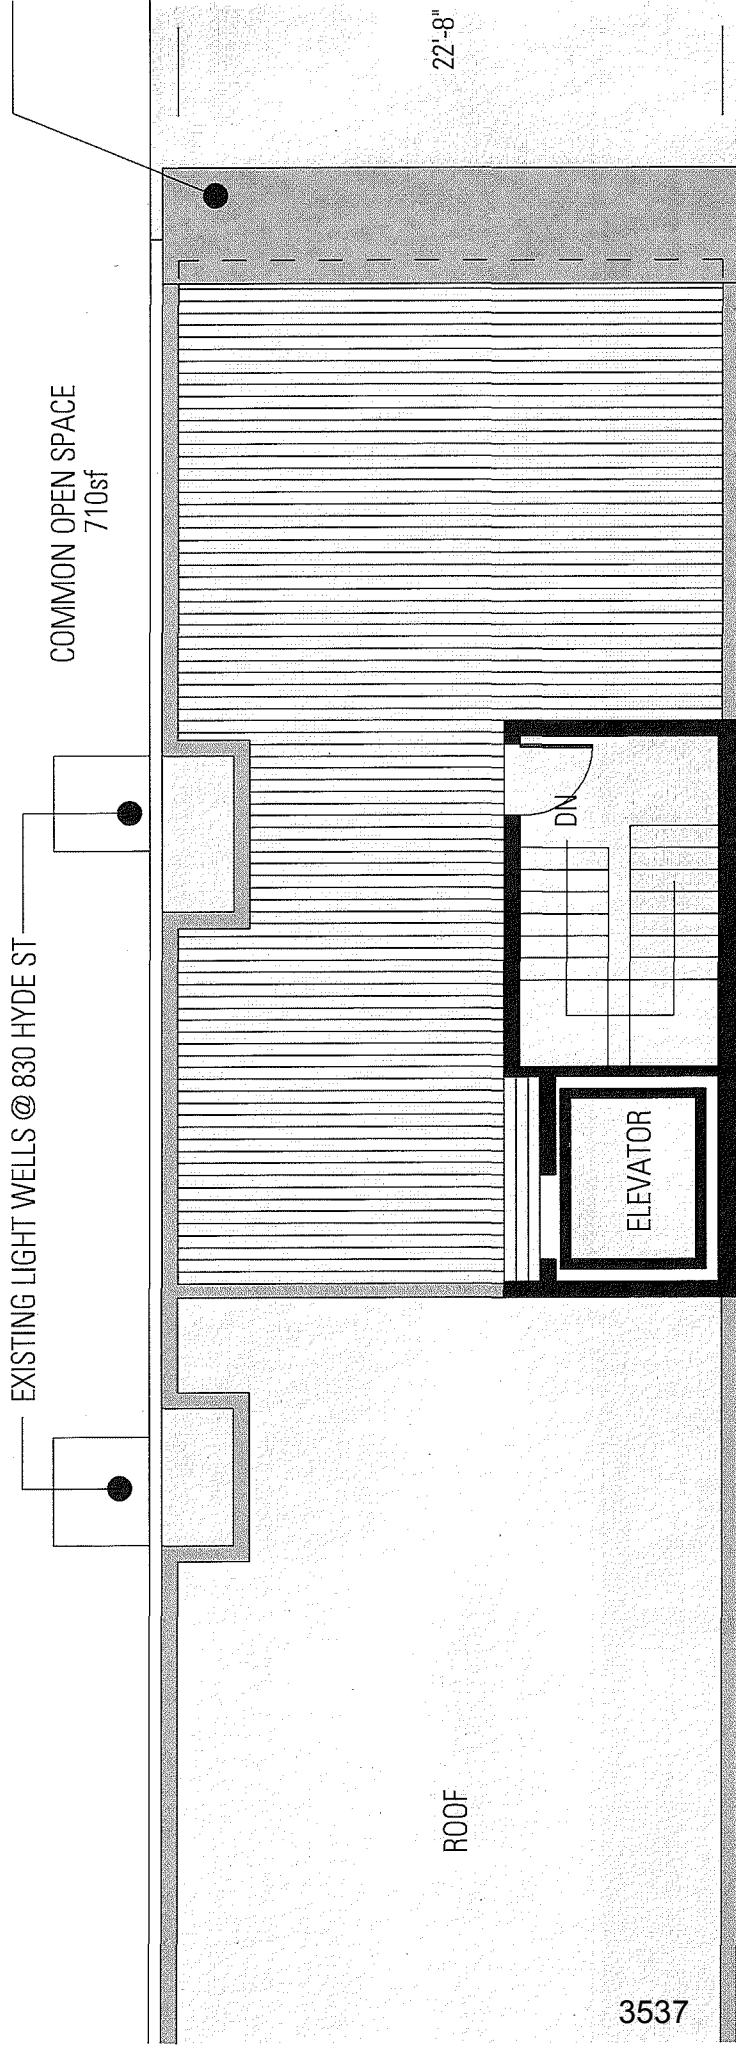 22'-8"
COMMON OPEN SPACE
710sf
EXISTING LIGHT WELLS @ 830 HYDE ST
DN
ELEVATOR
ROOF
3537